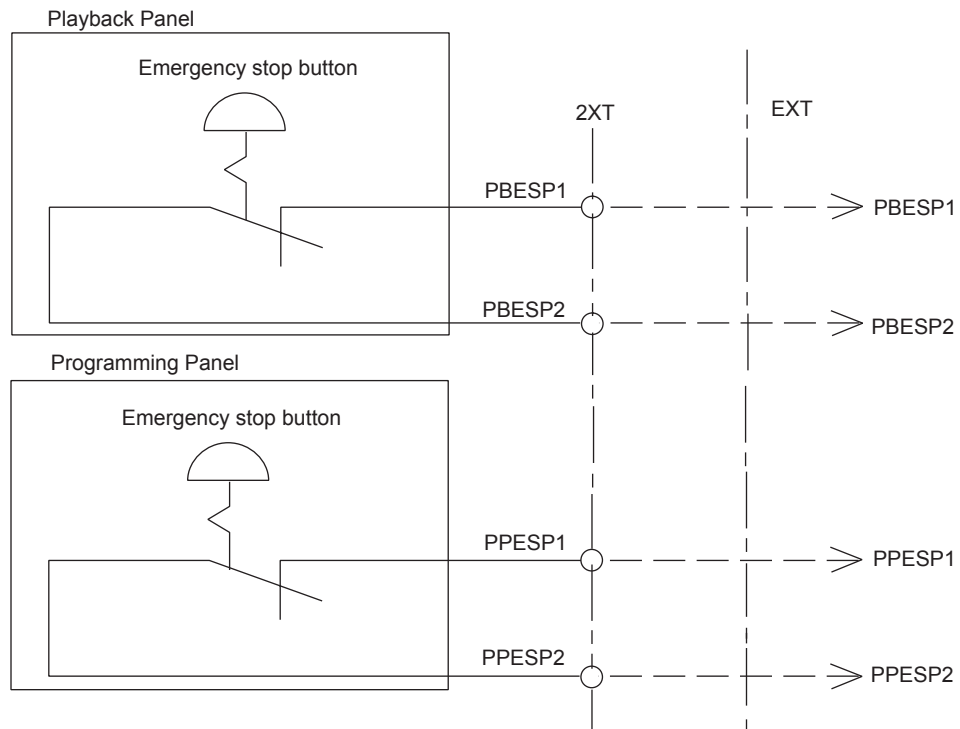 Playback Panel
Emergency stop button
2XT
EXT
PBESP1
PBESP1
PBESP2
PBESP2
Programming Panel
Emergency stop button
PPESP1
PPESP1
PPESP2
PPESP2